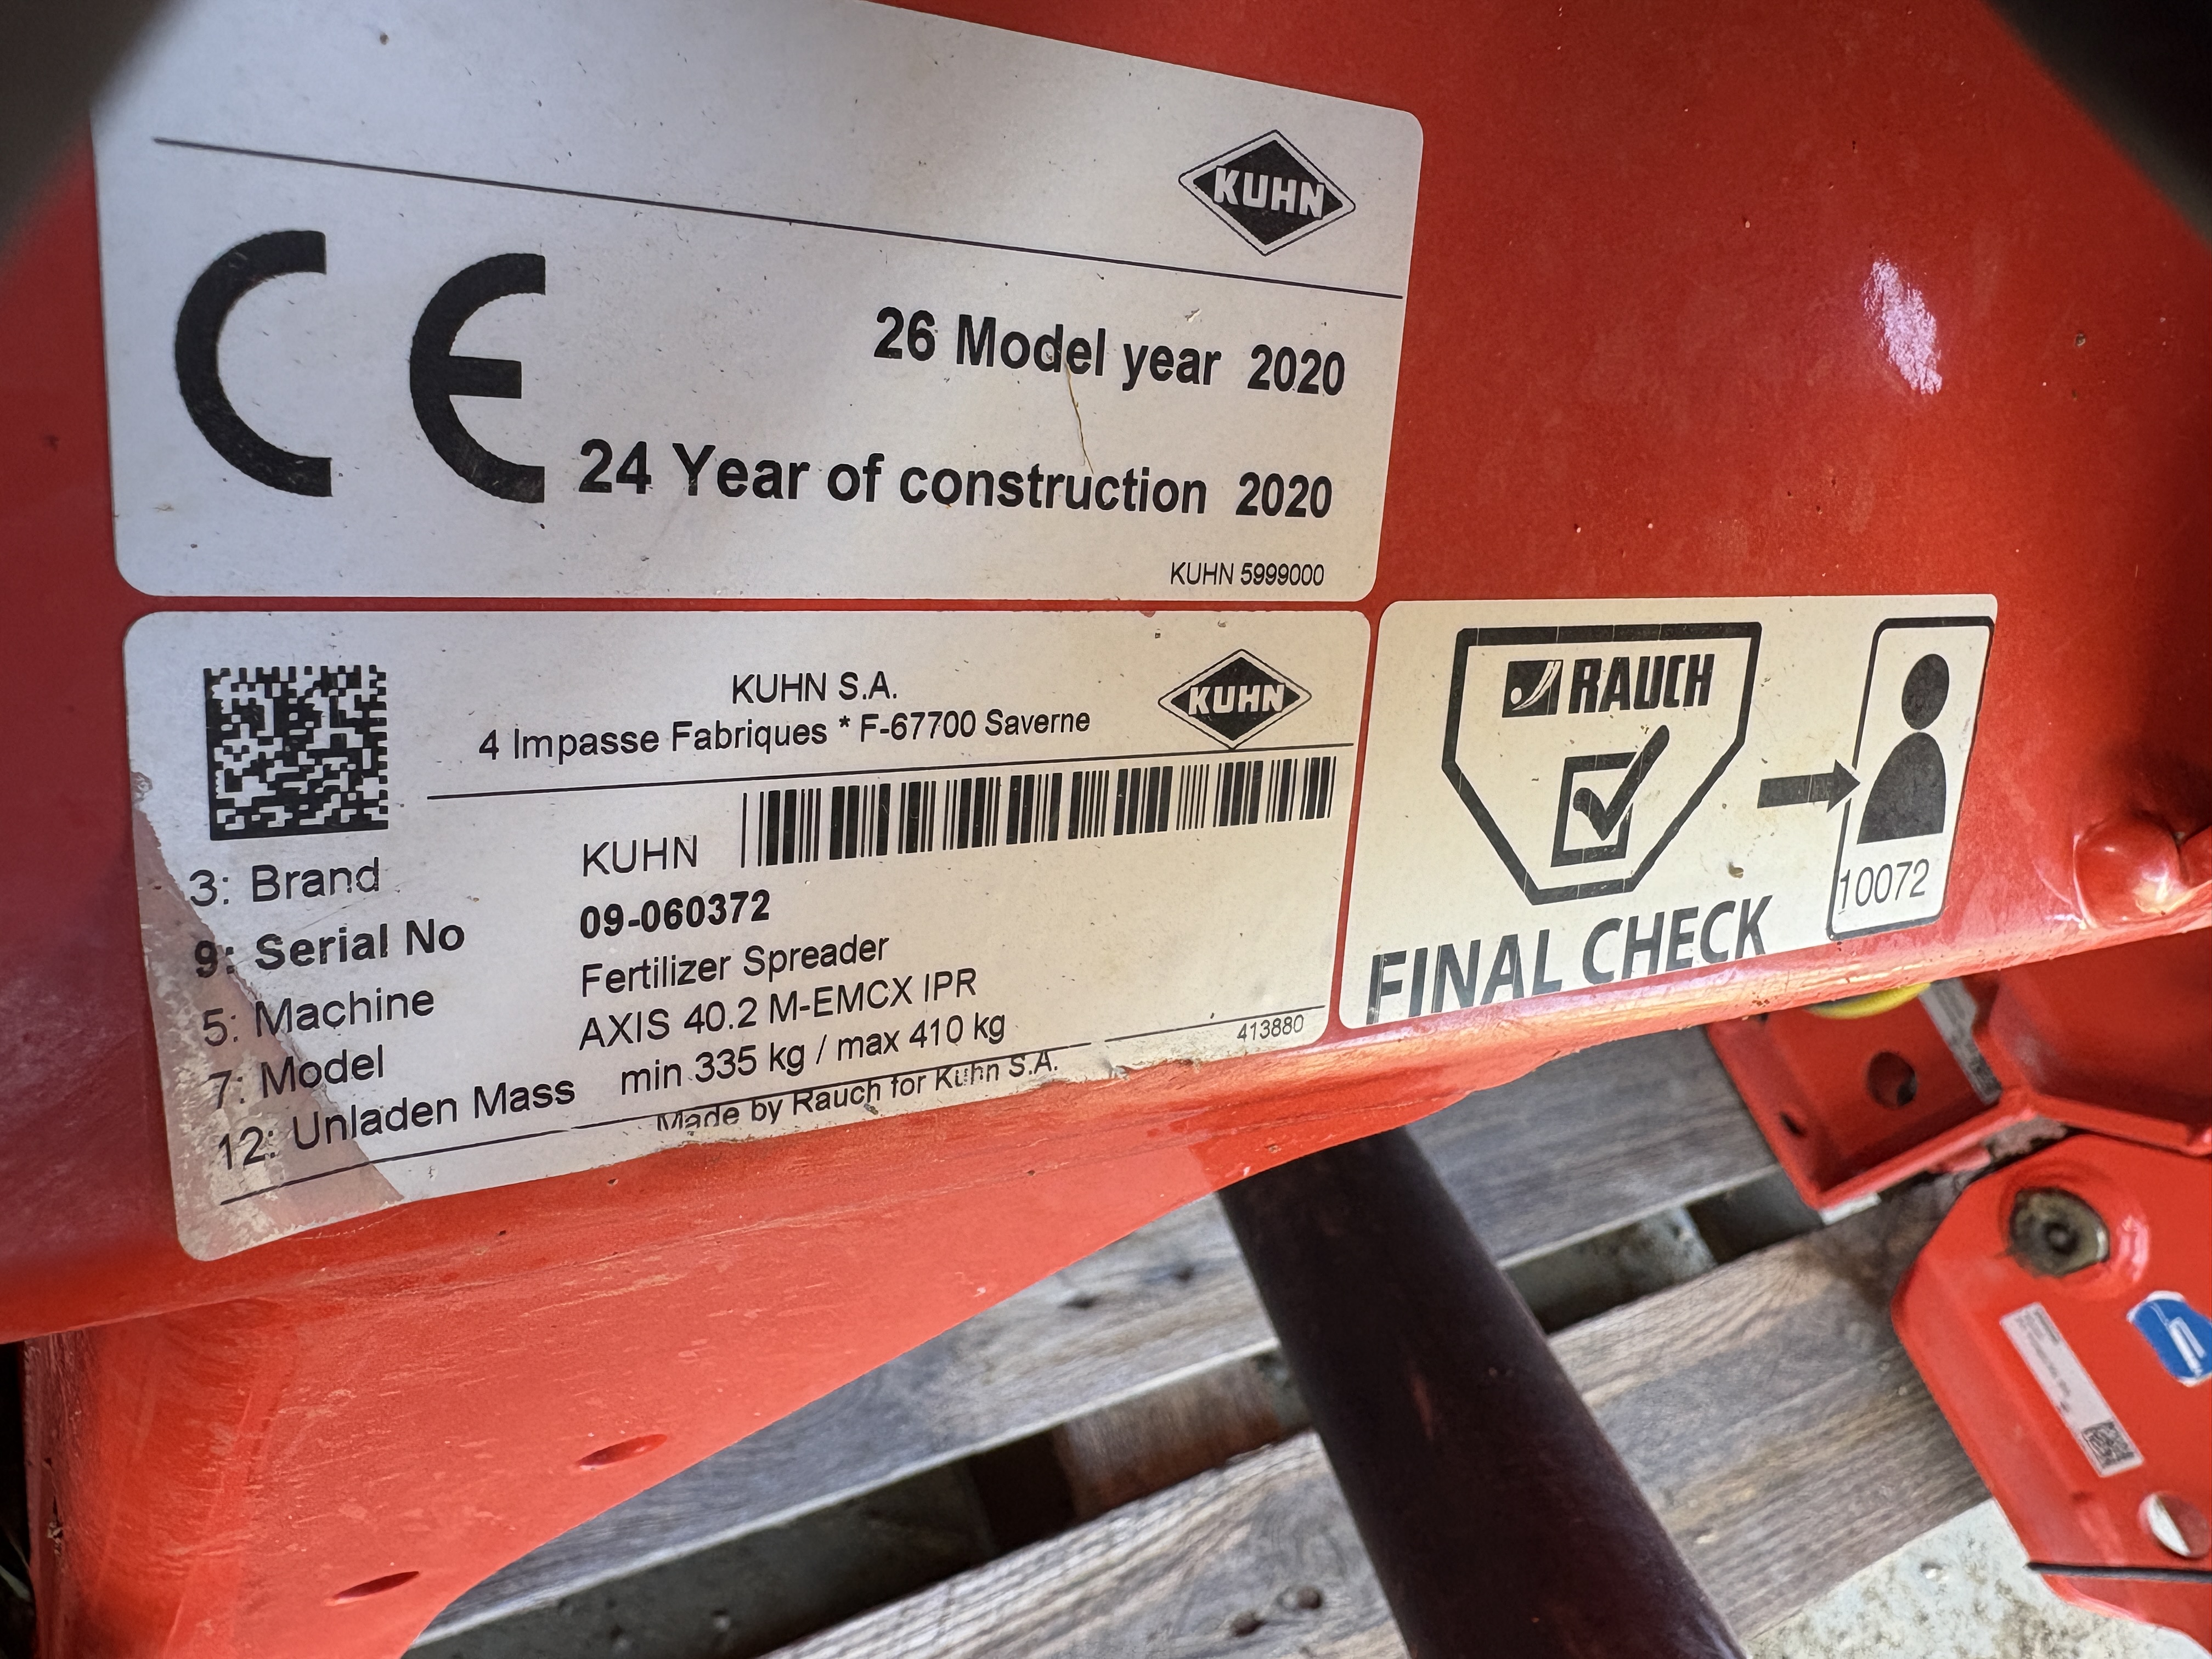 KUHN
CE
26 Model year 2020
24 Year of construction 2020
KUHN 5999000
KUHN S.A.
4 Impasse Fabriques * F-67700 Saverne
KUHN
3: Brand KUHN
9: Serial No 09-060372
5: Machine Fertilizer Spreader
7: Model AXIS 40.2 M-EMCX IPR
12: Unladen Mass min 335 kg / max 410 kg
413880
Made by Rauch for Kuhn S.A.
RAUCH
10072
FINAL CHECK